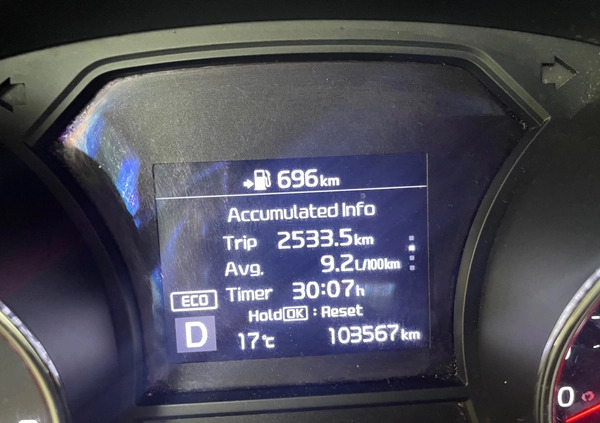 696km
Accumulated Info
Trip 2533.5km
Avg. 9.2L/100km
ECO Timer 30:07h
Hold OK : Reset
D 17°C 103567km
0